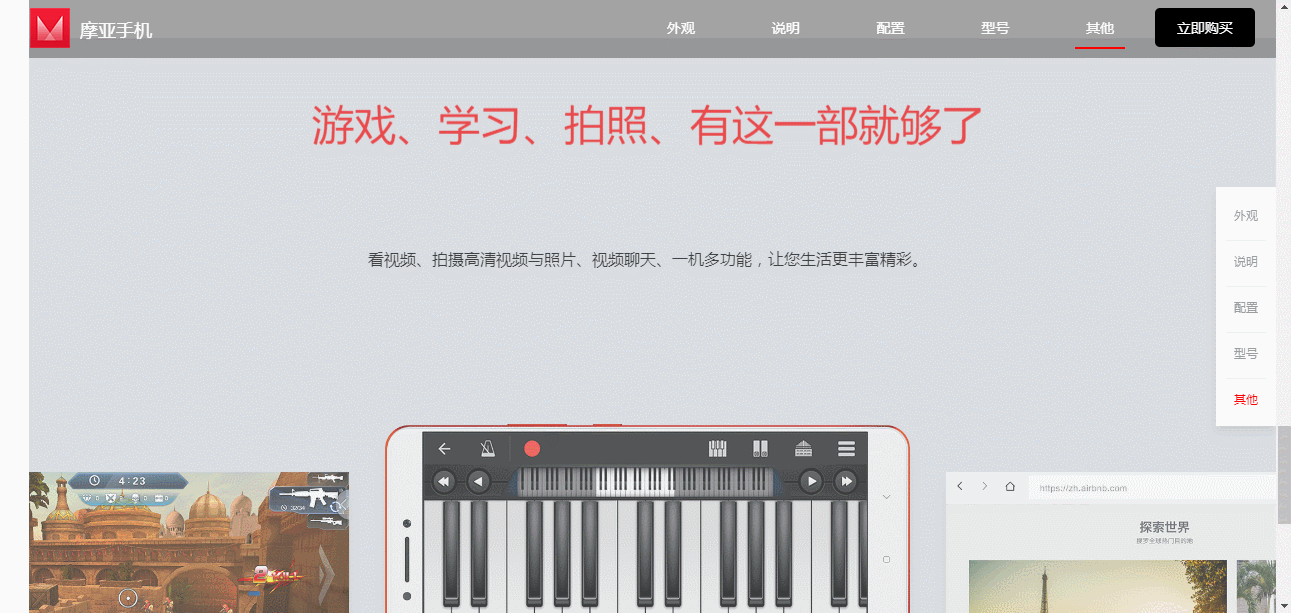 摩亚手机
外观
说明
配置
型号
其他
立即购买
游戏、学习、拍照、有这一部就够了
看视频、拍摄高清视频与照片、视频聊天、一机多功能，让您生活更丰富精彩。
外观
说明
配置
型号
其他
4:23
https://zh.airbnb.com
探索世界